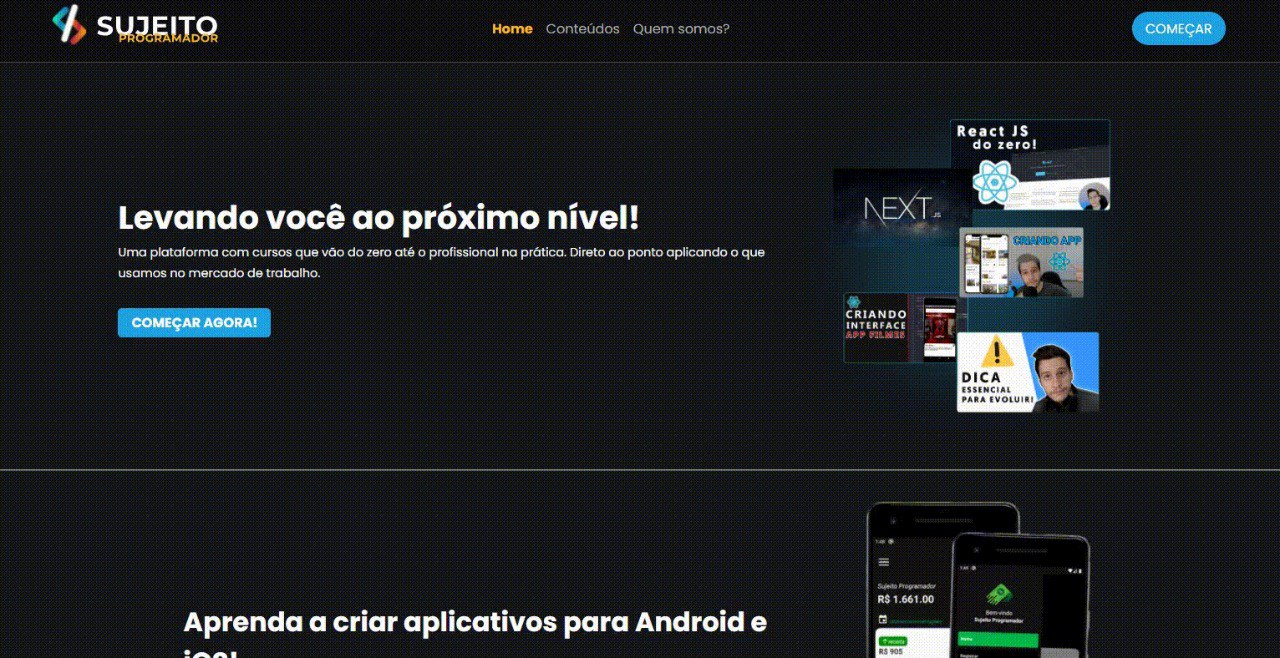 SUJEITO
PROGRAMADOR
Home Conteúdos Quem somos?
COMEÇAR
Levando você ao próximo nível!
Uma plataforma com cursos que vão do zero até o profissional na prática. Direto ao ponto aplicando o que
usamos no mercado de trabalho.
COMEÇAR AGORA!
React JS
do zero!
NEXT.JS
CRIANDO APP
CRIANDO
INTERFACE
APP FILMES
DICA
ESSENCIAL
PARA EVOLUIR!
Aprenda a criar aplicativos para Android e
iOS!
Sujeito Programador
R$ 1.661.00
R$ 905
Bem-vindo
Sujeito Programador
Home
Registrar